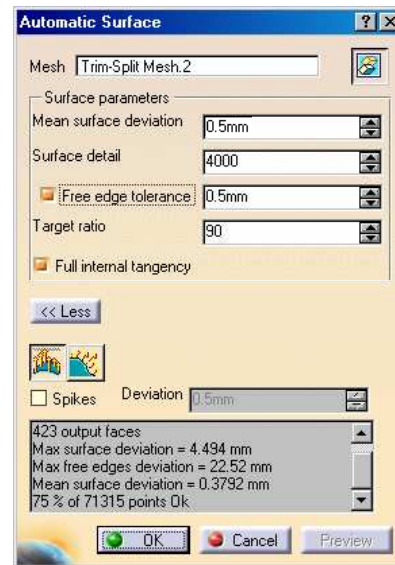 Automatic Surface
Mesh Trim-Split Mesh.2
Surface parameters
Mean surface deviation 0.5mm
Surface detail 4000
Free edge tolerance 0.5mm
Target ratio 90
Full internal tangency
<< Less
Spikes Deviation 0.5mm
423 output faces
Max surface deviation = 4.494 mm
Max free edges deviation = 22.52 mm
Mean surface deviation = 0.3792 mm
75 % of 71315 points Ok
OK Cancel Preview